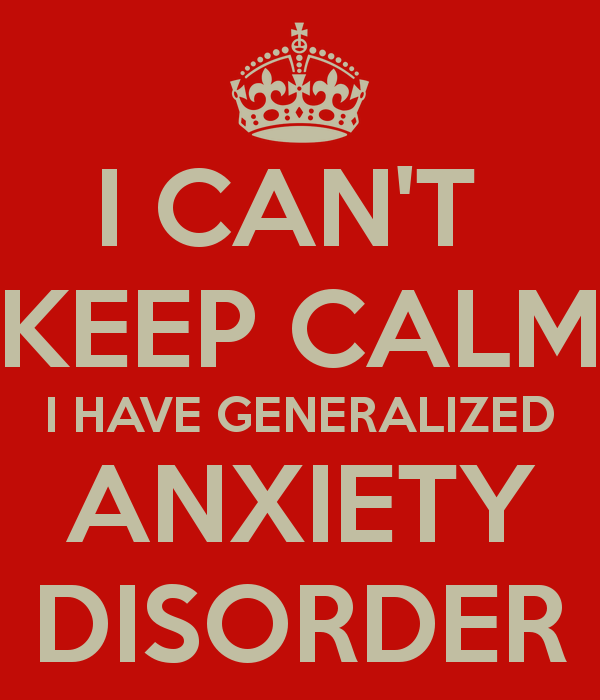 I CAN'T
KEEP CALM
I HAVE GENERALIZED
ANXIETY
DISORDER